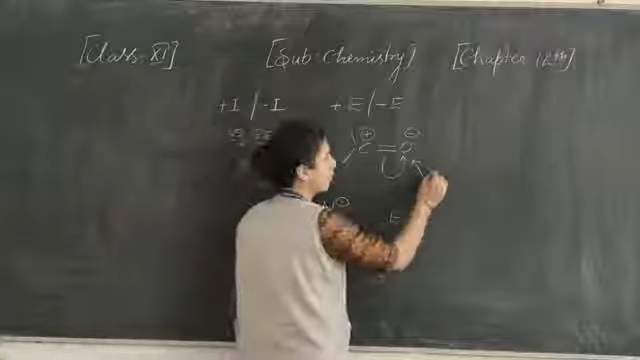 [Class XI] [Sub Chemistry] [Chapter 12th]
+I / -I +E / -E
C = O
N